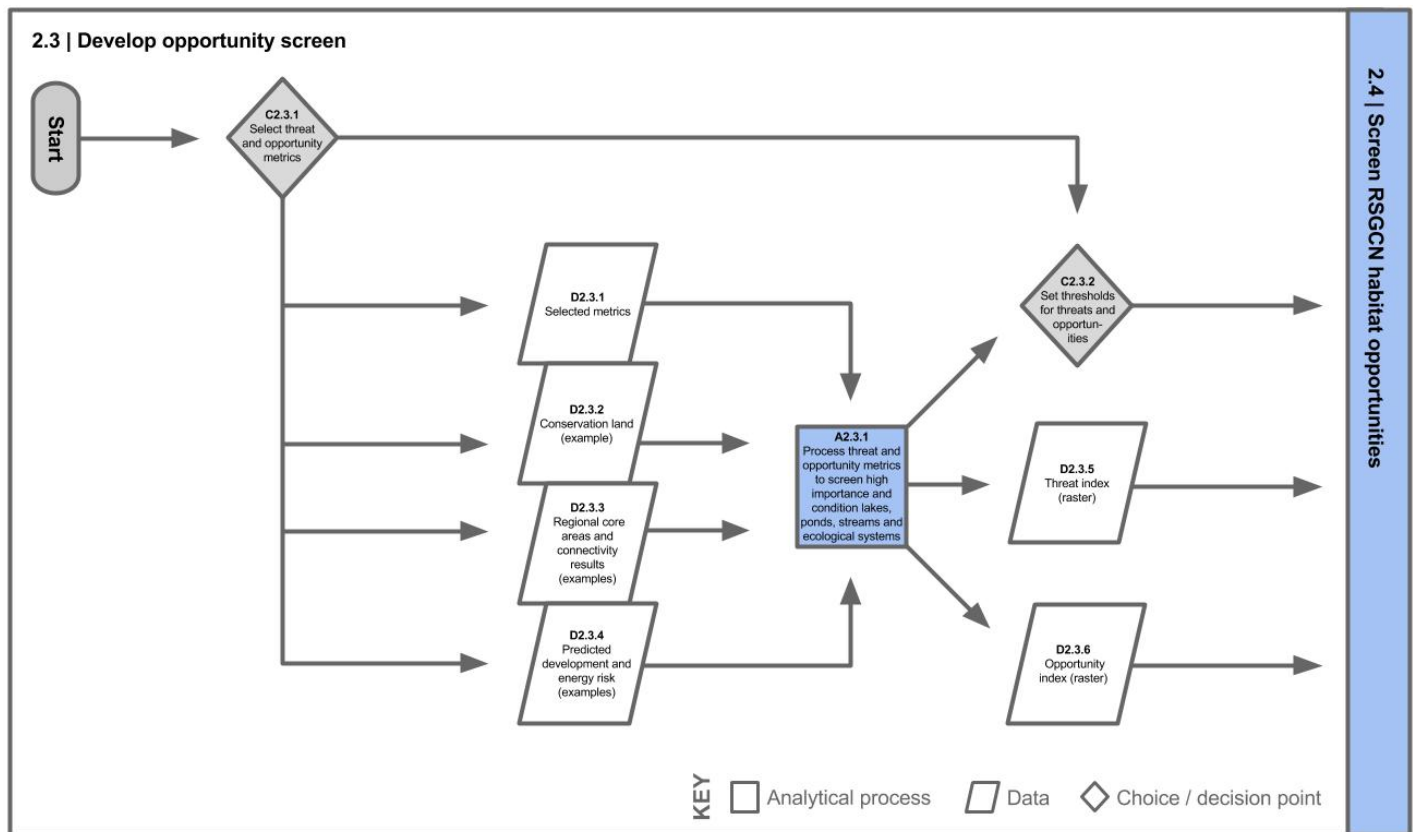 2.3 | Develop opportunity screen
Start
C2.3.1
Select threat
and opportunity
metrics
D2.3.1
Selected metrics
D2.3.2
Conservation land
(example)
D2.3.3
Regional core
areas and
connectivity
results
(examples)
D2.3.4
Predicted
development and
energy risk
(examples)
A2.3.1
Process threat and
opportunity metrics
to screen high
importance and
condition lakes,
ponds, streams and
ecological systems
C2.3.2
Set thresholds
for threats and
opportun-
ities
D2.3.5
Threat index
(raster)
D2.3.6
Opportunity
index (raster)
2.4 | Screen RSGCN habitat opportunities
KEY
Analytical process
Data
Choice / decision point